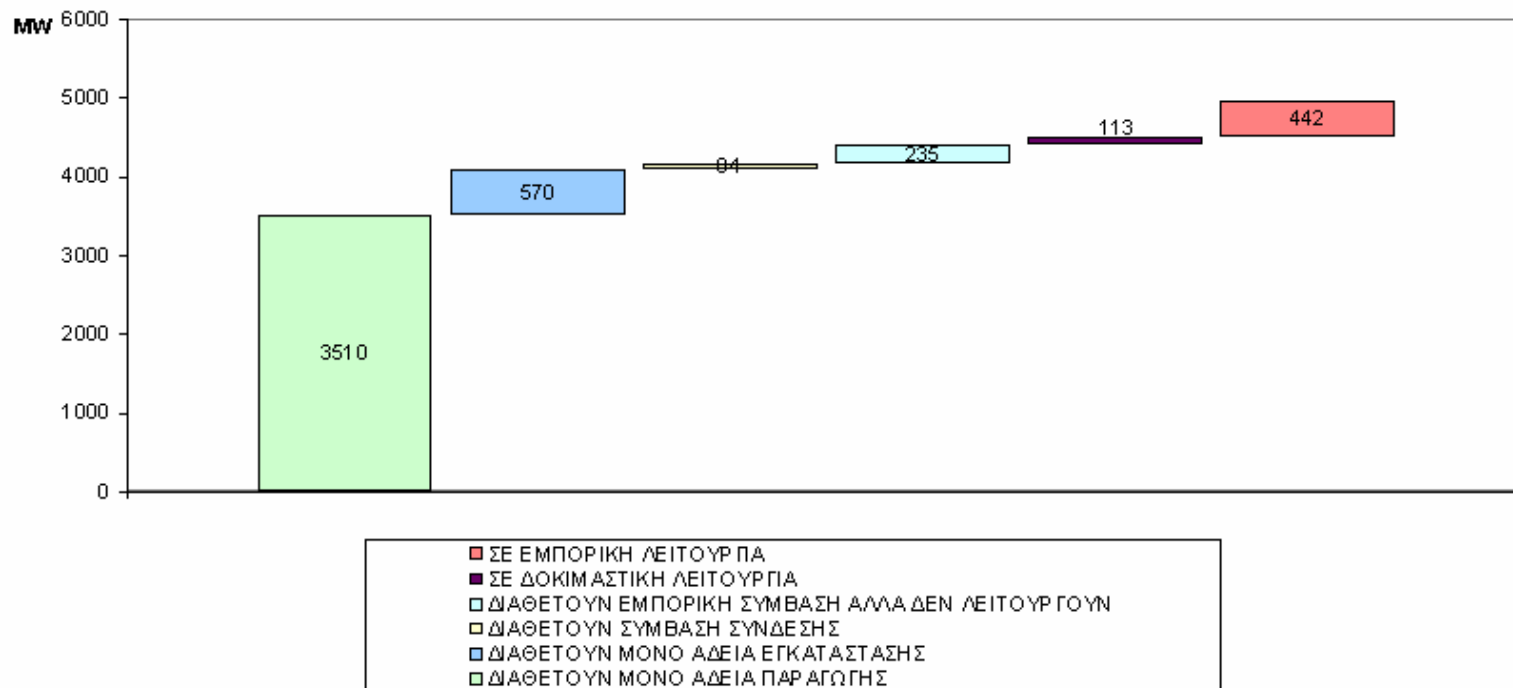 MW
6000
5000
4000
3000
2000
1000
0
3510
570
235
113
442
ΣΕ ΕΜΠΟΡΙΚΗ ΛΕΙΤΟΥΡΓΙΑ
ΣΕ ΔΟΚΙΜΑΣΤΙΚΗ ΛΕΙΤΟΥΡΓΙΑ
ΔΙΑΘΕΤΟΥΝ ΕΜΠΟΡΙΚΗ ΣΥΜΒΑΣΗ ΑΛΛΑ ΔΕΝ ΛΕΙΤΟΥΡΓΟΥΝ
ΔΙΑΘΕΤΟΥΝ ΣΥΜΒΑΣΗ ΣΥΝΔΕΣΗΣ
ΔΙΑΘΕΤΟΥΝ ΜΟΝΟ ΑΔΕΙΑ ΕΓΚΑΤΑΣΤΑΣΗΣ
ΔΙΑΘΕΤΟΥΝ ΜΟΝΟ ΑΔΕΙΑ ΠΑΡΑΓΩΓΗΣ